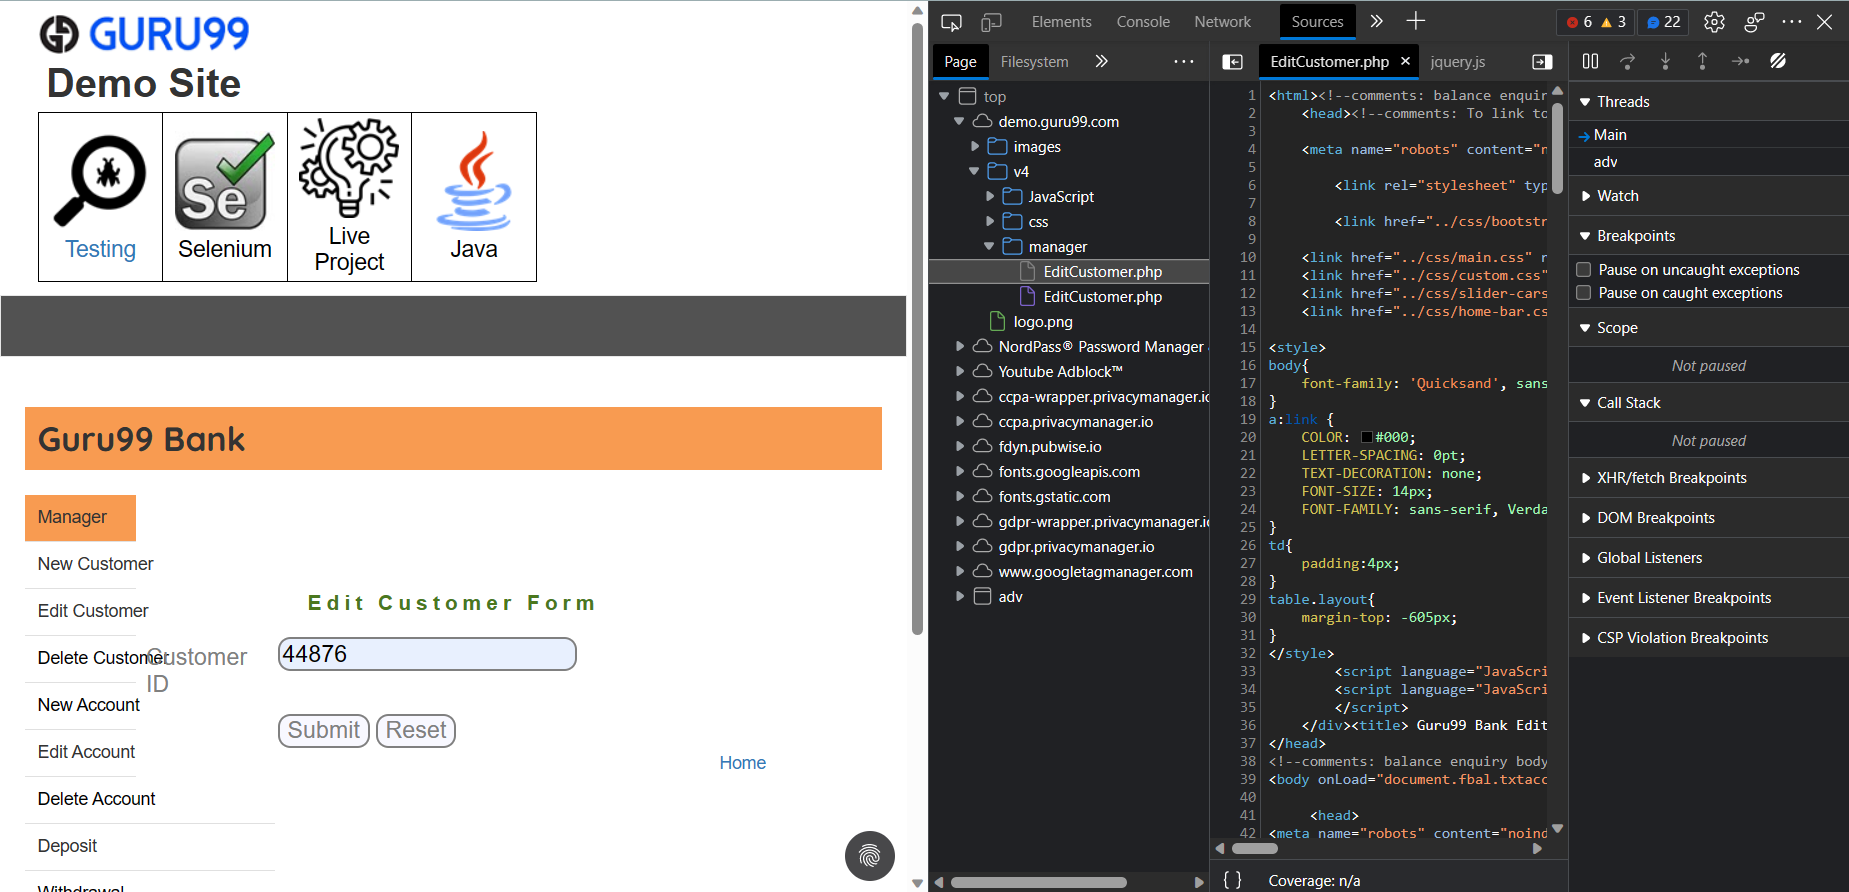 GURU99
Demo Site
Testing
Se
Selenium
Live
Project
Java
Guru99 Bank
Manager
New Customer
Edit Customer
Delete Customer
New Account
Edit Account
Delete Account
Deposit
Withdrawal
Edit Customer Form
Customer
ID
44876
Submit Reset
Home
Elements Console Network Sources
6 3 22
Page Filesystem
top
demo.guru99.com
images
v4
JavaScript
css
manager
EditCustomer.php
EditCustomer.php
logo.png
NordPass® Password Manager
Youtube Adblock™
ccpa-wrapper.privacymanager.io
ccpa.privacymanager.io
fdyn.pubwise.io
fonts.googleapis.com
fonts.gstatic.com
gdpr-wrapper.privacymanager.io
gdpr.privacymanager.io
www.googletagmanager.com
adv
EditCustomer.php × jquery.js
1 <html><!--comments: balance enquir
2 <head><!--comments: To link to
3
4 <meta name="robots" content="n
5
6 <link rel="stylesheet" typ
7
8 <link href="../css/bootstr
9
10 <link href="../css/main.css" r
11 <link href="../css/custom.css"
12 <link href="../css/slider-cars
13 <link href="../css/home-bar.cs
14
15 <style>
16 body{
17 font-family: 'Quicksand', sans
18 }
19 a:link {
20 COLOR: #000;
21 LETTER-SPACING: 0pt;
22 TEXT-DECORATION: none;
23 FONT-SIZE: 14px;
24 FONT-FAMILY: sans-serif, Verda
25 }
26 td{
27 padding:4px;
28 }
29 table.layout{
30 margin-top: -605px;
31 }
32 </style>
33 <script language="JavaScri
34 <script language="JavaScri
35 </script>
36 </div><title> Guru99 Bank Edit
37 </head>
38 <!--comments: balance enquiry body
39 <body onLoad="document.fbal.txtacc
40
41 <head>
42 <meta name="robots" content="noind
{ } Coverage: n/a
Threads
Main
adv
Watch
Breakpoints
Pause on uncaught exceptions
Pause on caught exceptions
Scope
Not paused
Call Stack
Not paused
XHR/fetch Breakpoints
DOM Breakpoints
Global Listeners
Event Listener Breakpoints
CSP Violation Breakpoints